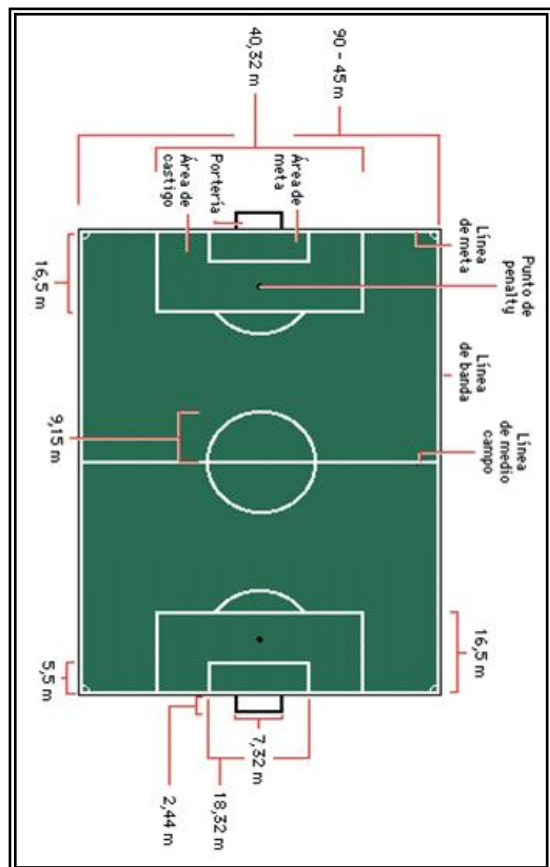 Punto de
penalty
Línea
de meta
Línea
de banda
Línea
de medio
campo
16,5 m
90 - 45 m
40,32 m
Área de
meta
Portería
Área de
castigo
7,32 m
18,32 m
2,44 m
16,5 m
9,15 m
5,5 m